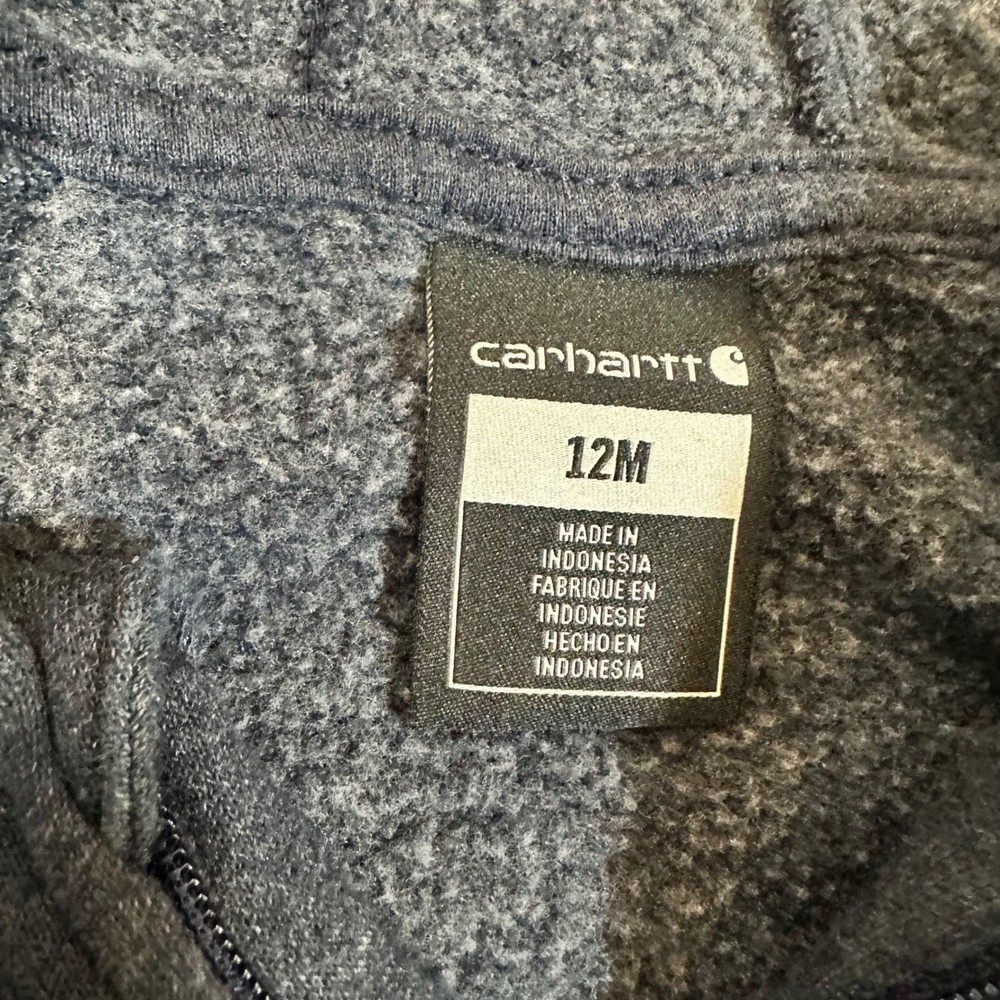 carhartt
12M
MADE IN
INDONESIA
FABRIQUE EN
INDONESIE
HECHO EN
INDONESIA